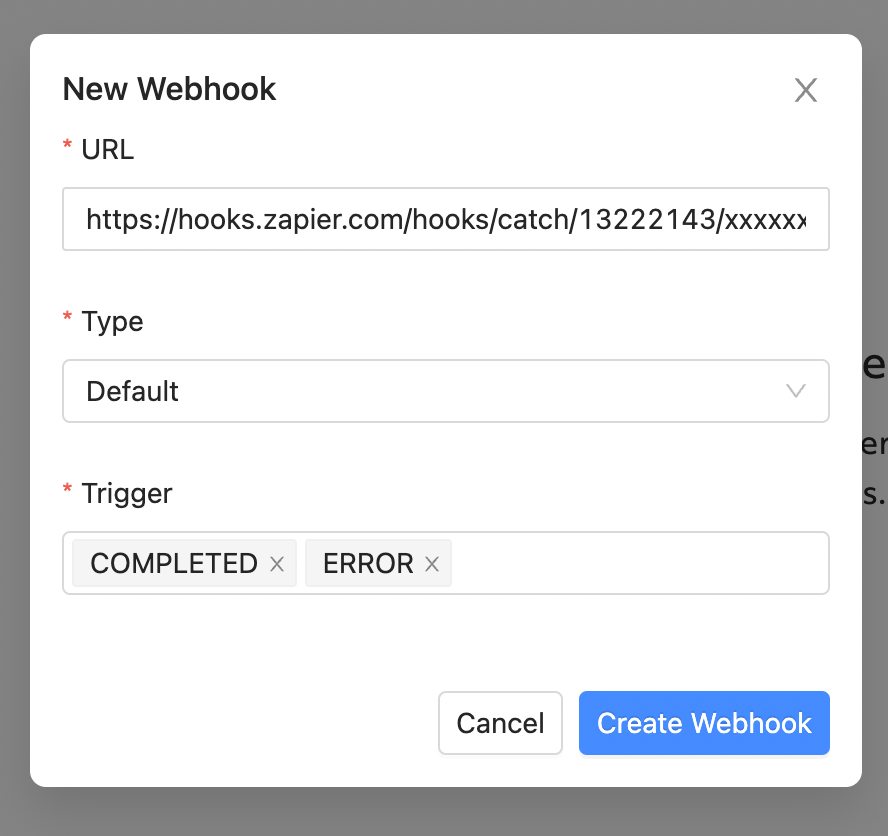 New Webhook
* URL
https://hooks.zapier.com/hooks/catch/13222143/xxxxxx
* Type
Default
* Trigger
COMPLETED ERROR
Cancel Create Webhook